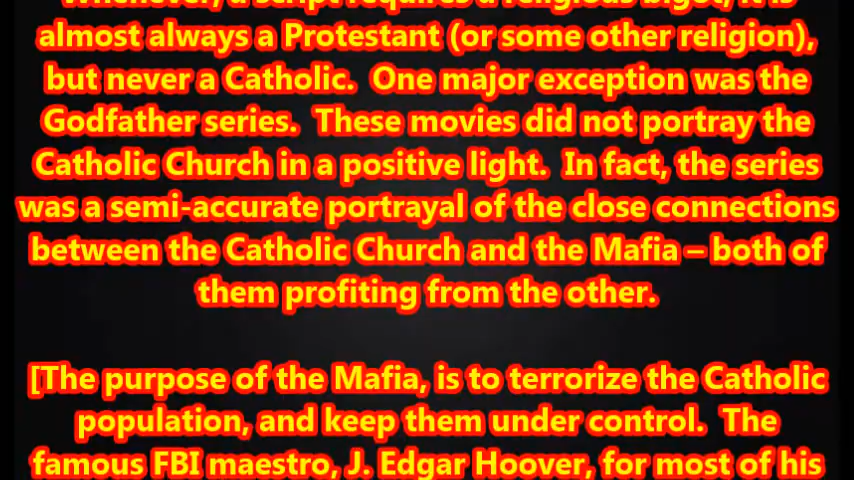 Whenever, a script requires a religious bigot, it is
almost always a Protestant (or some other religion),
but never a Catholic. One major exception was the
Godfather series. These movies did not portray the
Catholic Church in a positive light. In fact, the series
was a semi-accurate portrayal of the close connections
between the Catholic Church and the Mafia – both of
them profiting from the other.
[The purpose of the Mafia, is to terrorize the Catholic
population, and keep them under control. The
famous FBI maestro, J. Edgar Hoover, for most of his